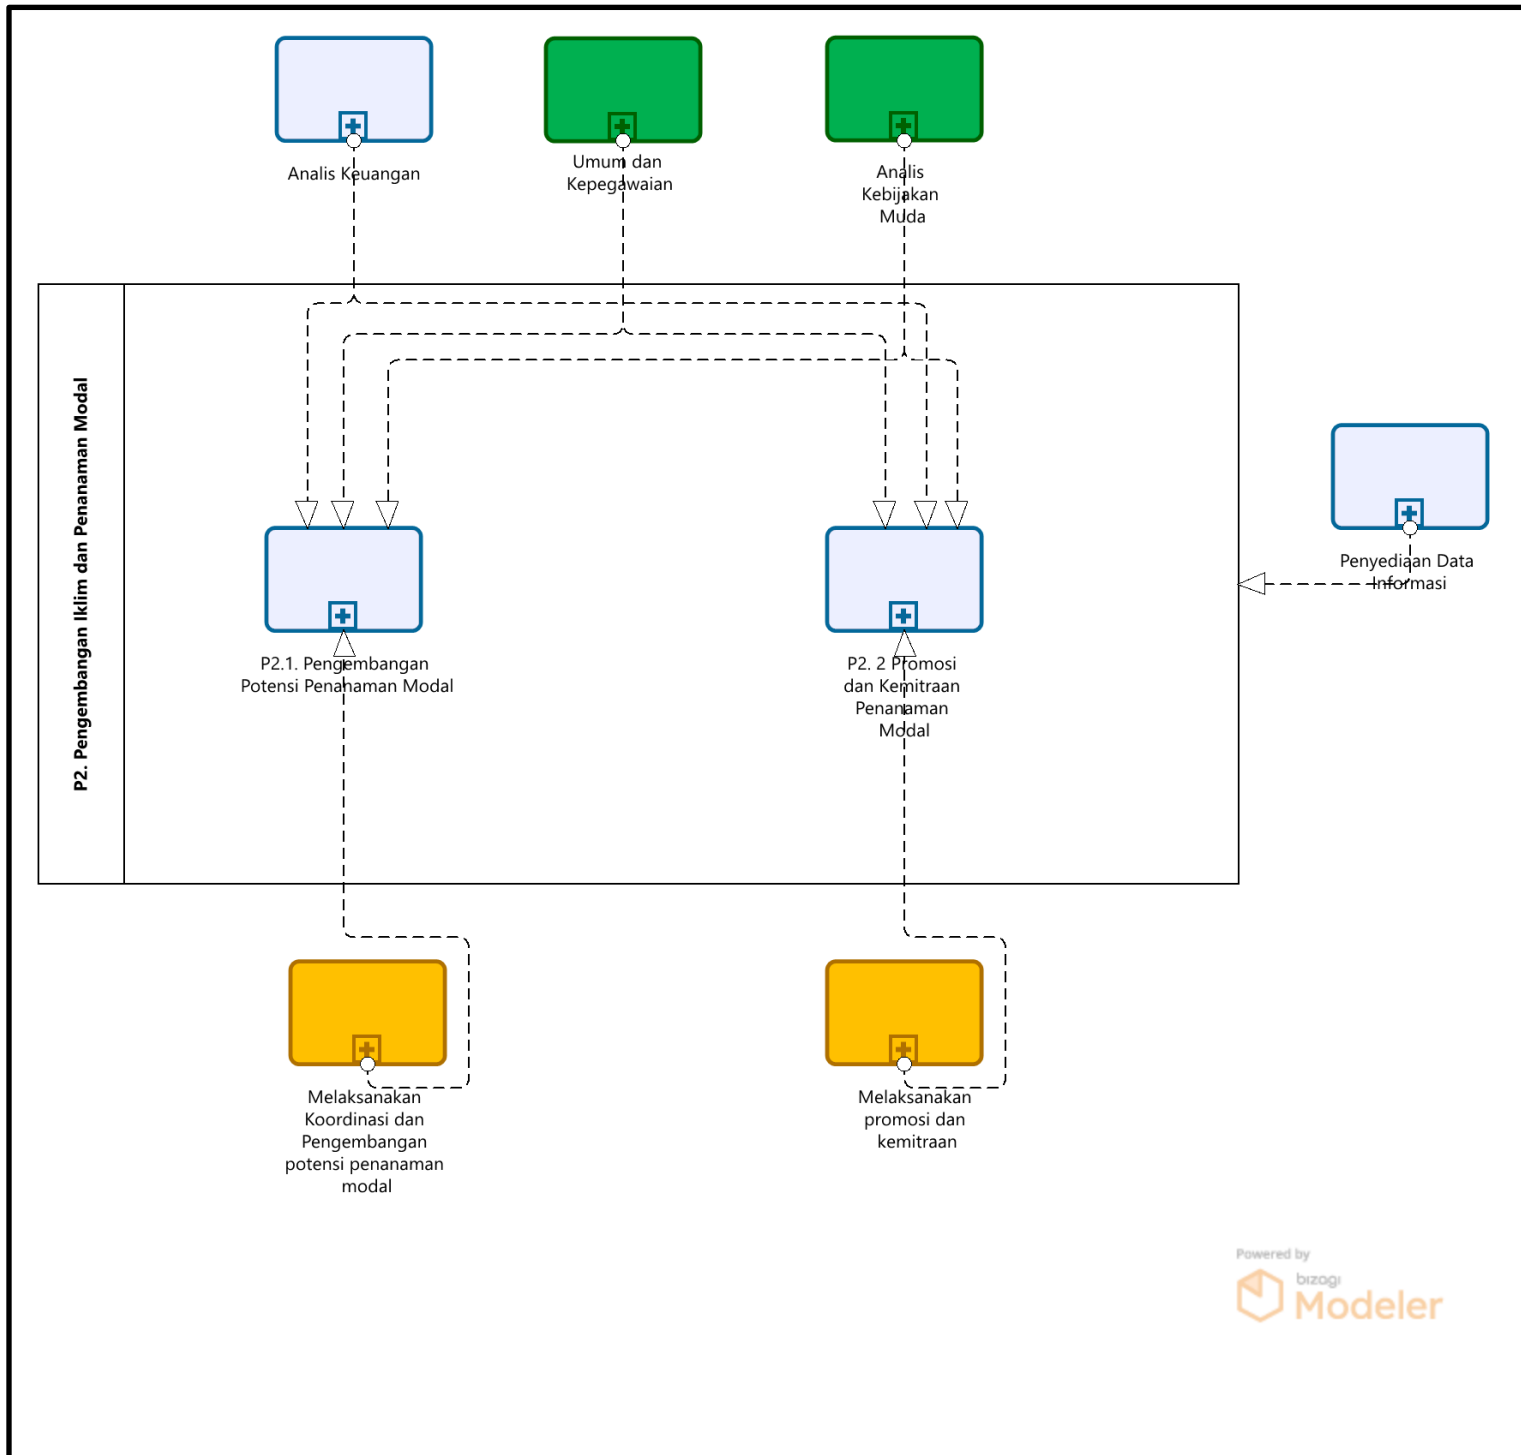 Analis Keuangan
Umum dan
Kepegawaian
Analis
Kebijakan
Muda
P2. Pengembangan Iklim dan Penanaman Modal
Penyediaan Data
Informasi
P2.1. Pengembangan
Potensi Penanaman Modal
P2. 2 Promosi
dan Kemitraan
Penanaman
Modal
Melaksanakan
Koordinasi dan
Pengembangan
potensi penanaman
modal
Melaksanakan
promosi dan
kemitraan
Powered by
bizagi
Modeler